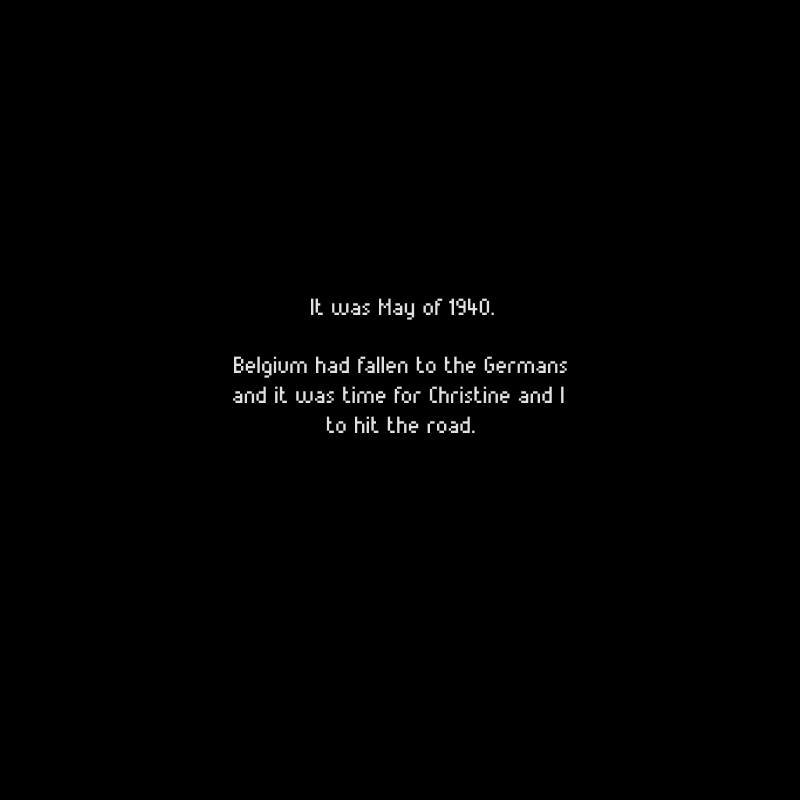 It was May of 1940.
Belgium had fallen to the Germans
and it was time for Christine and I
to hit the road.